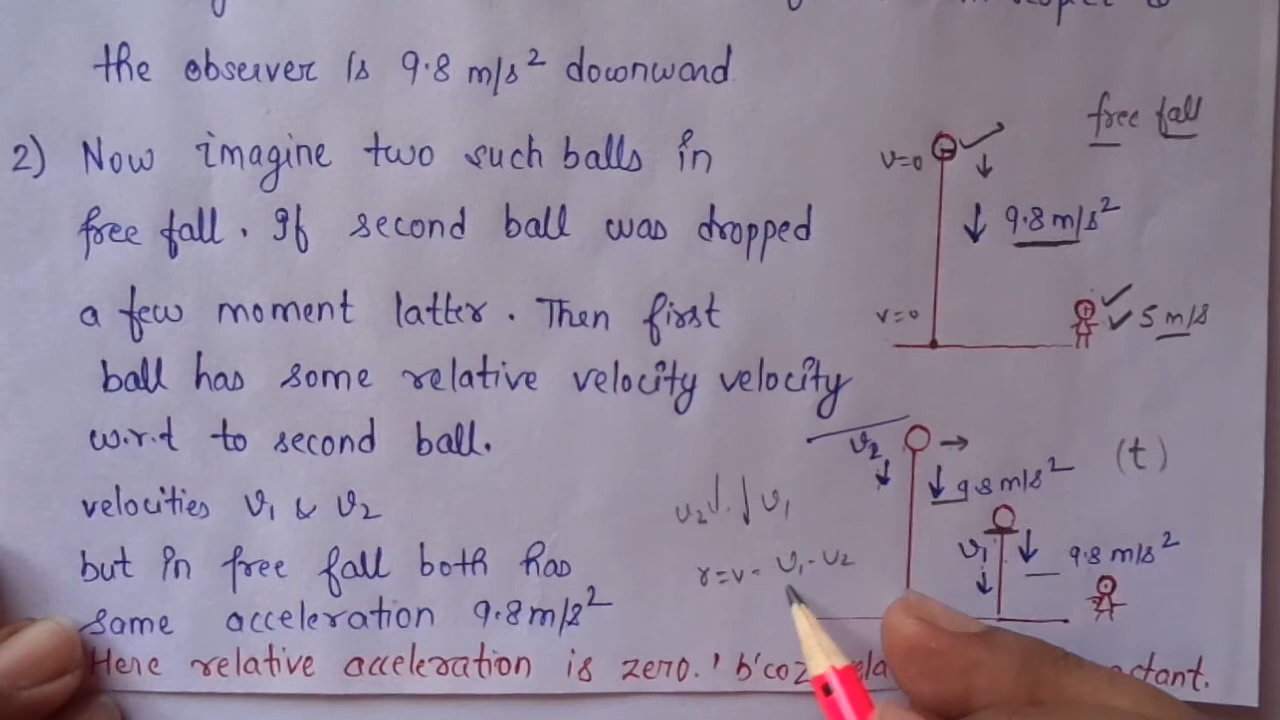 the observer is 9.8 m/s² downward
2) Now imagine two such balls in
free fall. If second ball was dropped
a few moment latter. Then first
ball has some relative velocity velocity
w.r.t to second ball.
velocities v₁ & v₂
but in free fall both has
same acceleration 9.8 m/s²
Here relative acceleration is zero. 'b'coz
free fall
v=0
9.8 m/s²
v=0
5 m/s
v₂
9.8 m/s²
(t)
v₂ v₁
v₁
9.8 m/s²
r=v= v₁-v₂